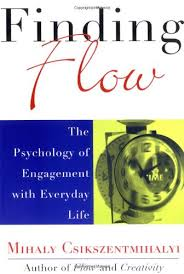 Finding
Flow
The
Psychology of
Engagement
with Everyday
Life
MIHALY CSIKSZENTMIHALYI
Author of Flow and Creativity